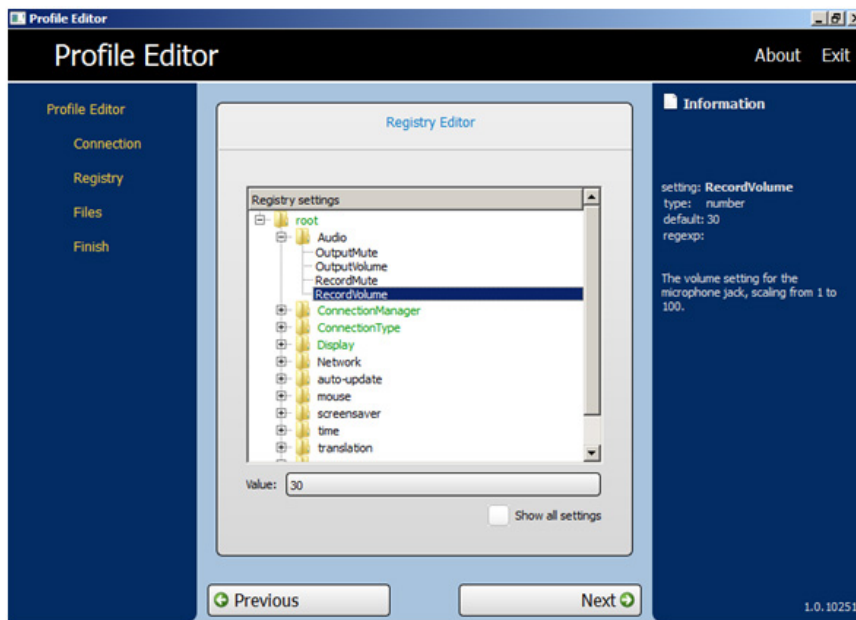 Profile Editor
Profile Editor
About Exit
Profile Editor
Connection
Registry
Files
Finish
Registry Editor
Registry settings
root
Audio
OutputMute
OutputVolume
RecordMute
RecordVolume
ConnectionManager
ConnectionType
Display
Network
auto-update
mouse
screensaver
time
translation
Value: 30
Show all settings
Previous
Next
Information
setting: RecordVolume
type: number
default: 30
regexp:
The volume setting for the
microphone jack, scaling from 1 to
100.
1.0.10251